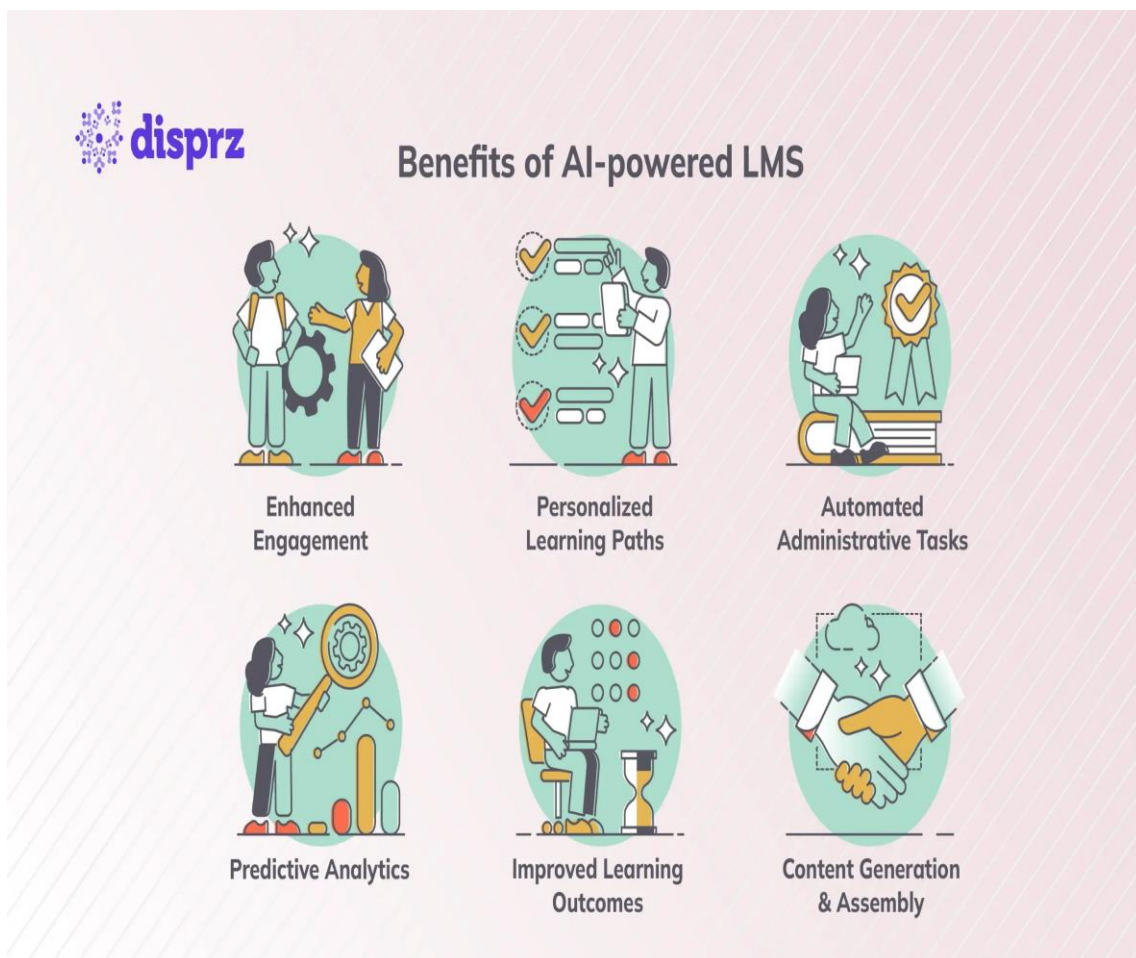 disprz
Benefits of AI-powered LMS
Enhanced
Engagement
Personalized
Learning Paths
Automated
Administrative Tasks
Predictive Analytics
Improved Learning
Outcomes
Content Generation
& Assembly